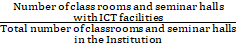 Number of class rooms and seminar halls
with ICT facilities
Total number of classrooms and seminar halls
in the Institution